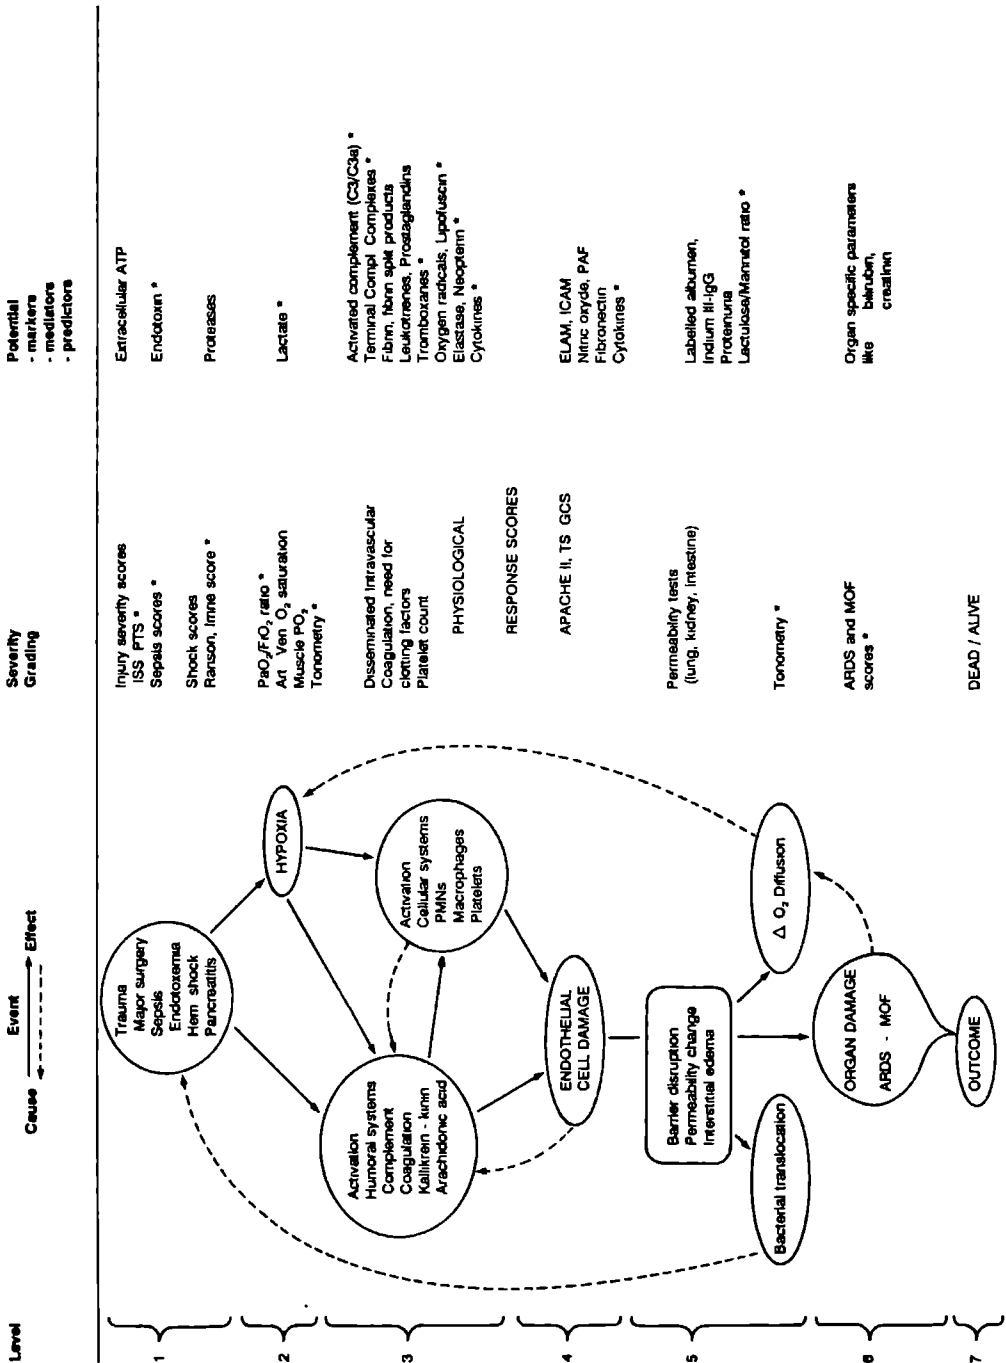 Level
Event
Cause Effect
Severity
Grading
Potential
- markers
- mediators
- predictors
1
Trauma
Major surgery
Sepsis
Endotoxemia
Hem shock
Pancreatitis
Injury severity scores
ISS PTS *
Sepsis scores *
Shock scores
Ranson, Imrie score *
Extracellular ATP
Endotoxin *
Proteases
2
HYPOXIA
PaO2/FiO2 ratio *
Art Ven O2 saturation
Muscle PO2
Tonometry *
Lactate *
3
Activation
Humoral systems
Complement
Coagulation
Kallikrein - kinin
Arachidonic acid
Activation
Cellular systems
PMNs
Macrophages
Platelets
Disseminated Intravascular
Coagulation, need for
clotting factors
Platelet count
PHYSIOLOGICAL
RESPONSE SCORES
Activated complement (C3/C3a) *
Terminal Compl Complexes *
Fibrin, fibrin split products
Leukotrienes, Prostaglandins
Tromboxanes *
Oxygen radicals, Lipofuscin *
Elastase, Neopterin *
Cytokines *
4
ENDOTHELIAL
CELL DAMAGE
APACHE II, TS GCS
ELAM, ICAM
Nitric oxyde, PAF
Fibronectin
Cytokines *
5
Barrier disruption
Permeability change
Interstitial edema
Bacterial translocation
Δ O2 Diffusion
Permeability tests
(lung, kidney, intestine)
Tonometry *
Labelled albumen,
Indium III-IgG
Proteinuria
Lactulose/Mannitol ratio *
6
ORGAN DAMAGE
ARDS - MOF
ARDS and MOF
scores *
Organ specific parameters
like bilirubin,
creatinin
7
OUTCOME
DEAD / ALIVE